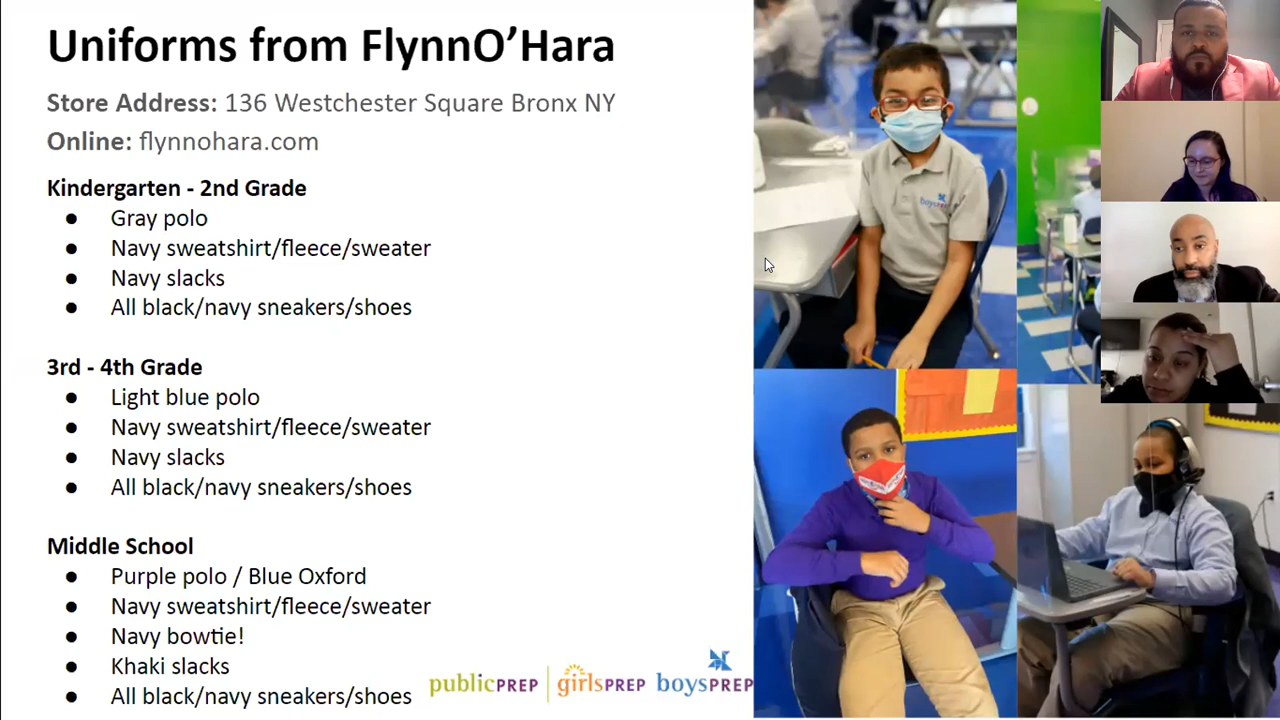 Uniforms from FlynnO’Hara
Store Address: 136 Westchester Square Bronx NY
Online: flynnohara.com
Kindergarten - 2nd Grade
● Gray polo
● Navy sweatshirt/fleece/sweater
● Navy slacks
● All black/navy sneakers/shoes
3rd - 4th Grade
● Light blue polo
● Navy sweatshirt/fleece/sweater
● Navy slacks
● All black/navy sneakers/shoes
Middle School
● Purple polo / Blue Oxford
● Navy sweatshirt/fleece/sweater
● Navy bowtie!
● Khaki slacks
● All black/navy sneakers/shoes
publicPREP | girlsPREP boysPREP
boysPREP